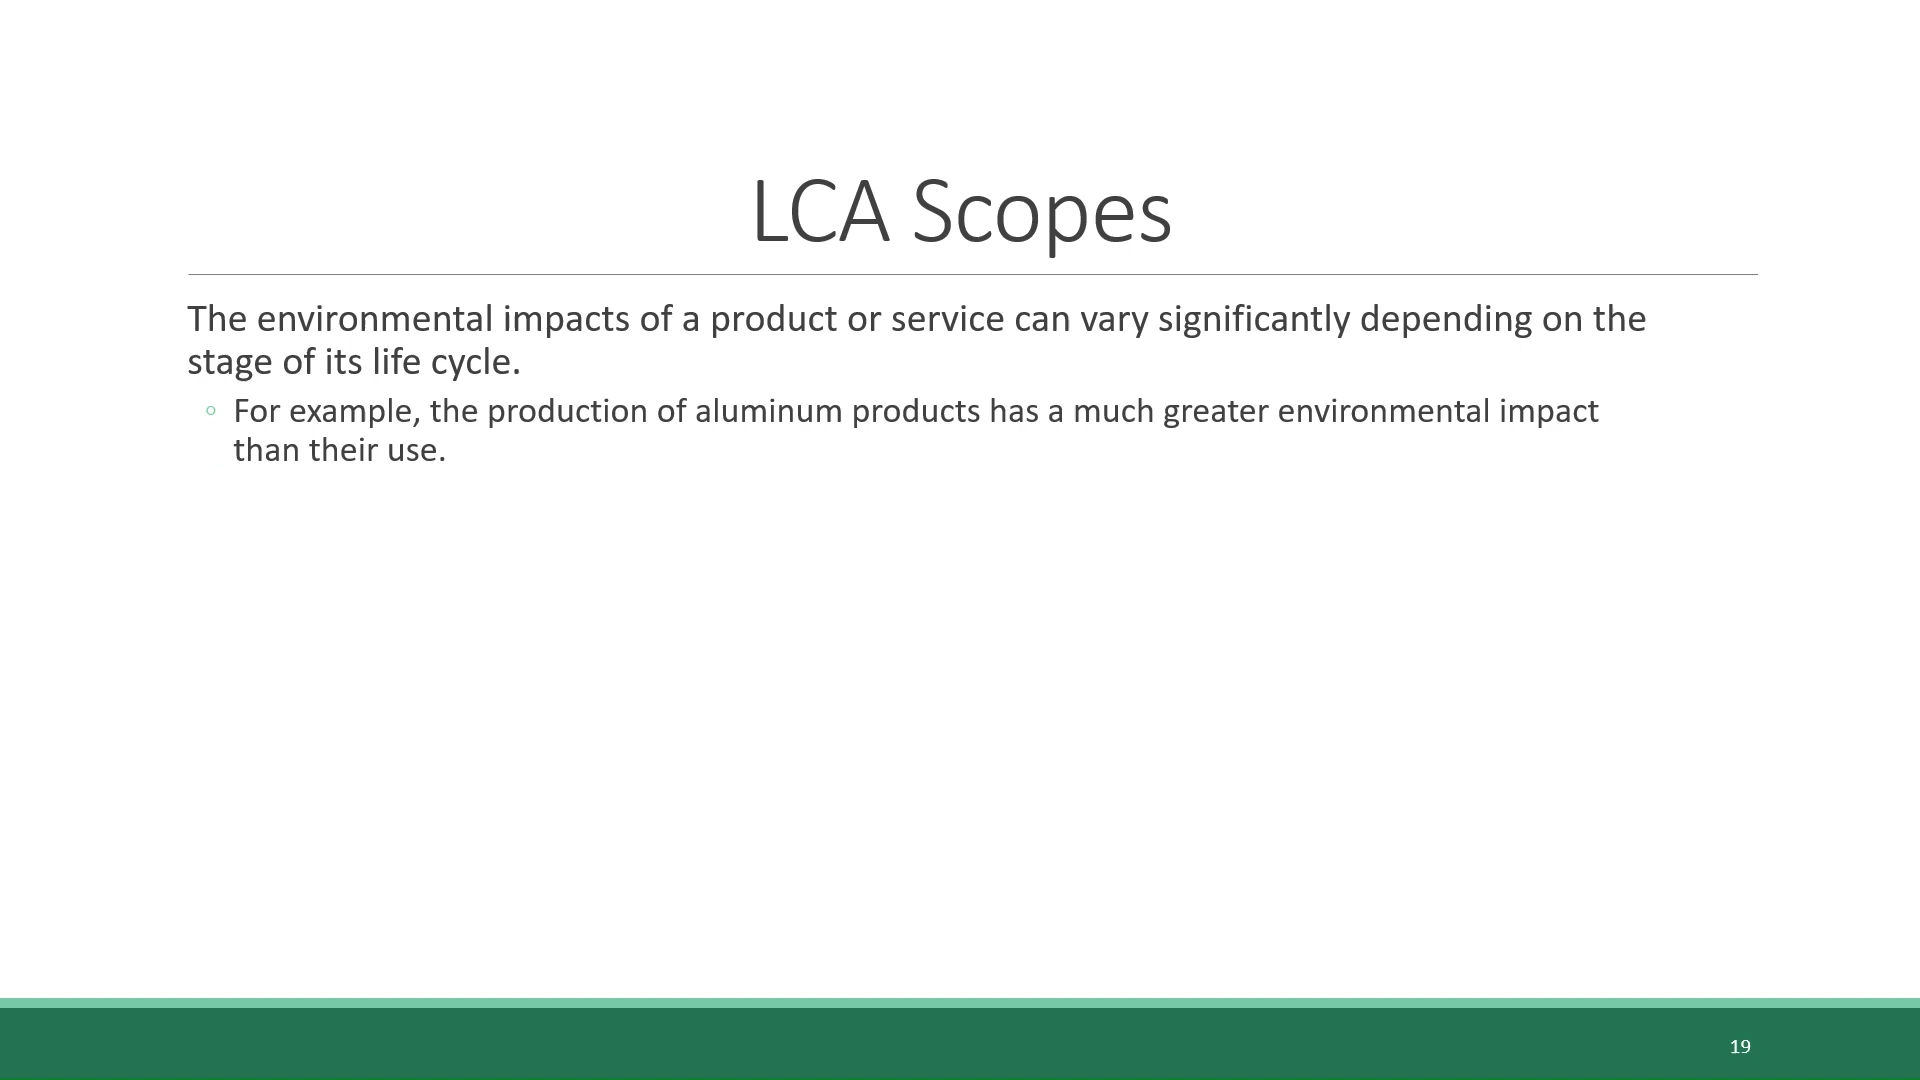 LCA Scopes
The environmental impacts of a product or service can vary significantly depending on the
stage of its life cycle.
◦ For example, the production of aluminum products has a much greater environmental impact
than their use.
19